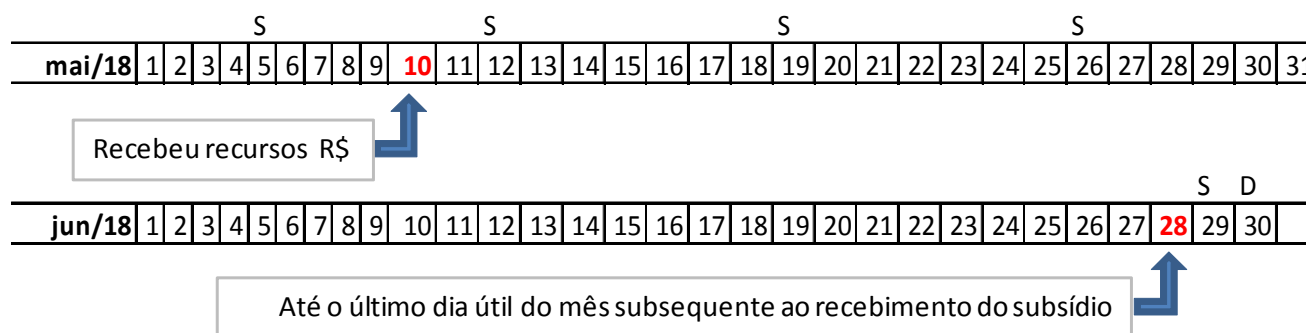 S S S S
mai/18 1 2 3 4 5 6 7 8 9 10 11 12 13 14 15 16 17 18 19 20 21 22 23 24 25 26 27 28 29 30 31
Recebeu recursos R$
S D
jun/18 1 2 3 4 5 6 7 8 9 10 11 12 13 14 15 16 17 18 19 20 21 22 23 24 25 26 27 28 29 30
Até o último dia útil do mês subsequente ao recebimento do subsídio